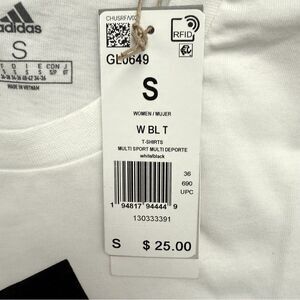 adidas
S
MADE IN VIETNAM
RFID
GL0649
S
WOMEN / MUJER
W BL T
T-SHIRTS
MULTI SPORT MULTI DEPORTE
white/black
36
690
UPC
1 94817 94444 9
130333391
S $ 25.00